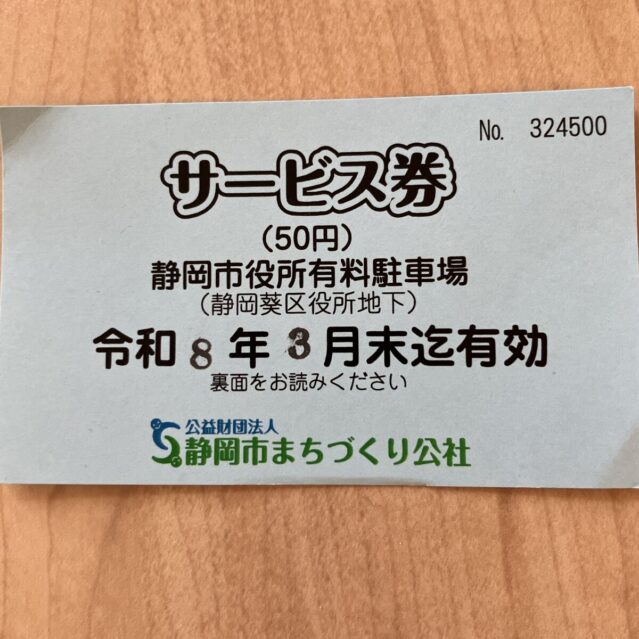 No. 324500
サービス券
(50円)
静岡市役所有料駐車場
(静岡葵区役所地下)
令和8年3月末迄有効
裏面をお読みください
公益財団法人
静岡市まちづくり公社